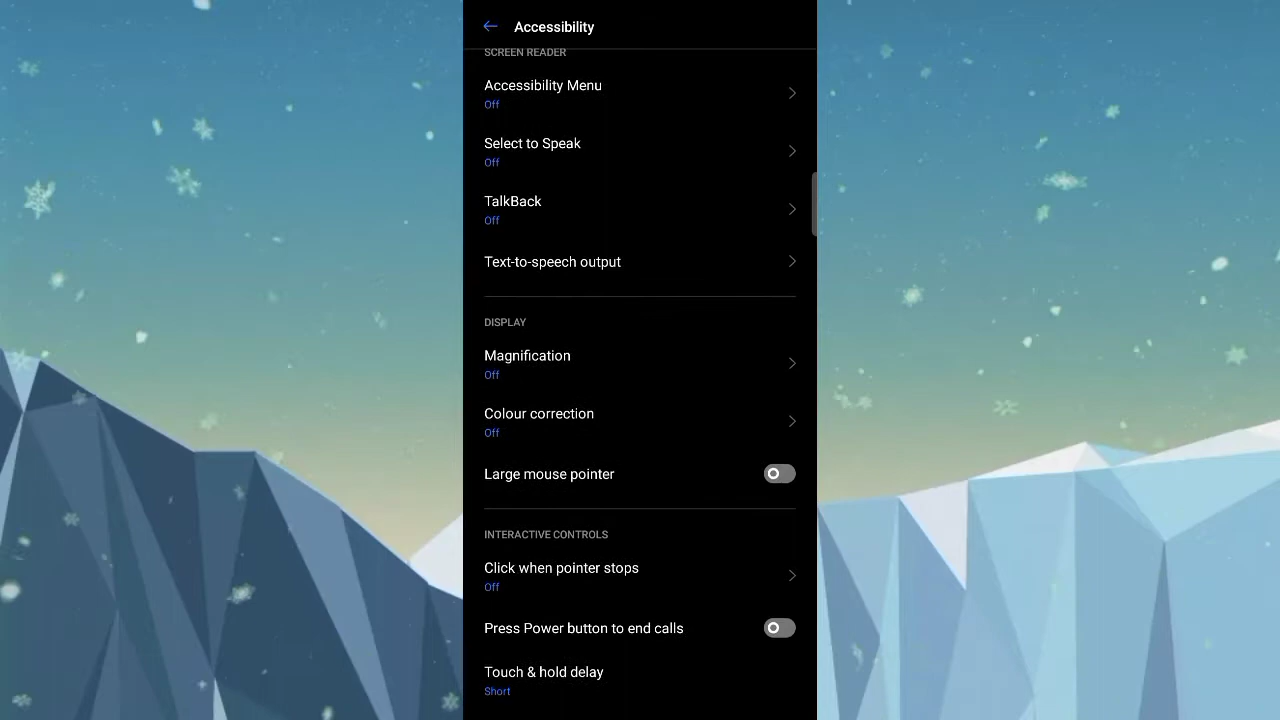 Accessibility
SCREEN READER
Accessibility Menu
Off
Select to Speak
Off
TalkBack
Off
Text-to-speech output
DISPLAY
Magnification
Off
Colour correction
Off
Large mouse pointer
INTERACTIVE CONTROLS
Click when pointer stops
Off
Press Power button to end calls
Touch & hold delay
Short